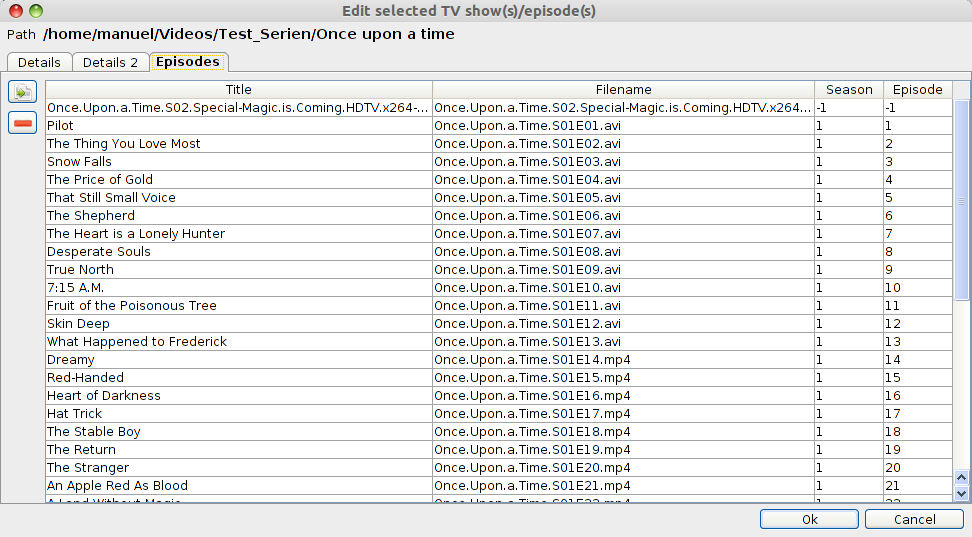 Edit selected TV show(s)/episode(s)
Path /home/manuel/Videos/Test_Serien/Once upon a time
Details Details 2 Episodes
Title Filename Season Episode
Once.Upon.a.Time.S02.Special-Magic.is.Coming.HDTV.x264-... Once.Upon.a.Time.S02.Special-Magic.is.Coming.HDTV.x264... -1 -1
Pilot Once.Upon.a.Time.S01E01.avi 1 1
The Thing You Love Most Once.Upon.a.Time.S01E02.avi 1 2
Snow Falls Once.Upon.a.Time.S01E03.avi 1 3
The Price of Gold Once.Upon.a.Time.S01E04.avi 1 4
That Still Small Voice Once.Upon.a.Time.S01E05.avi 1 5
The Shepherd Once.Upon.a.Time.S01E06.avi 1 6
The Heart is a Lonely Hunter Once.Upon.a.Time.S01E07.avi 1 7
Desperate Souls Once.Upon.a.Time.S01E08.avi 1 8
True North Once.Upon.a.Time.S01E09.avi 1 9
7:15 A.M. Once.Upon.a.Time.S01E10.avi 1 10
Fruit of the Poisonous Tree Once.Upon.a.Time.S01E11.avi 1 11
Skin Deep Once.Upon.a.Time.S01E12.avi 1 12
What Happened to Frederick Once.Upon.a.Time.S01E13.avi 1 13
Dreamy Once.Upon.a.Time.S01E14.mp4 1 14
Red-Handed Once.Upon.a.Time.S01E15.mp4 1 15
Heart of Darkness Once.Upon.a.Time.S01E16.mp4 1 16
Hat Trick Once.Upon.a.Time.S01E17.mp4 1 17
The Stable Boy Once.Upon.a.Time.S01E18.mp4 1 18
The Return Once.Upon.a.Time.S01E19.mp4 1 19
The Stranger Once.Upon.a.Time.S01E20.mp4 1 20
An Apple Red As Blood Once.Upon.a.Time.S01E21.mp4 1 21
A Land Without Magic Once.Upon.a.Time.S01E22.mp4 1 22
Ok Cancel